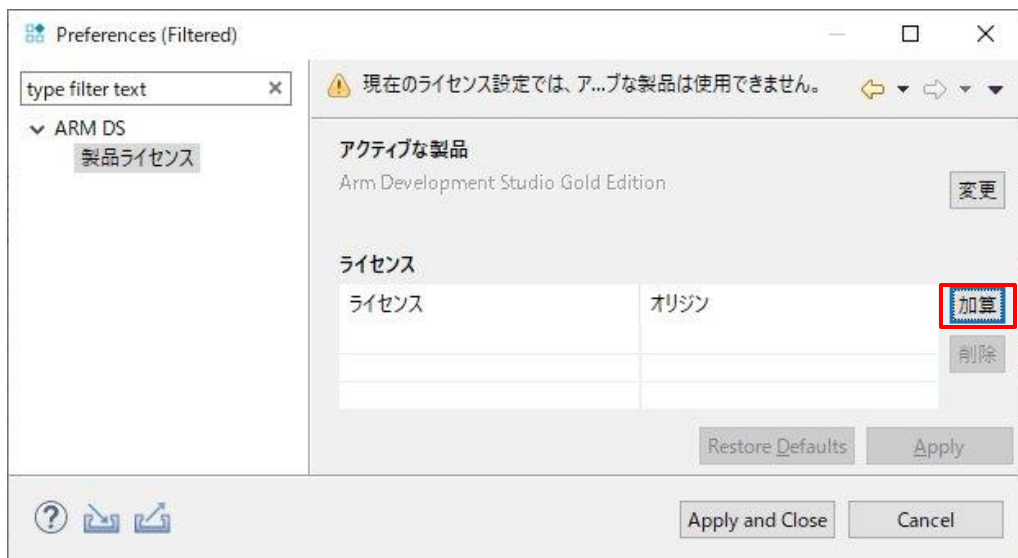 Preferences (Filtered)
type filter text
現在のライセンス設定では、ア...ブな製品は使用できません。
ARM DS
製品ライセンス
アクティブな製品
Arm Development Studio Gold Edition
変更
ライセンス
ライセンス オリジン
加算
削除
Restore Defaults Apply
Apply and Close Cancel